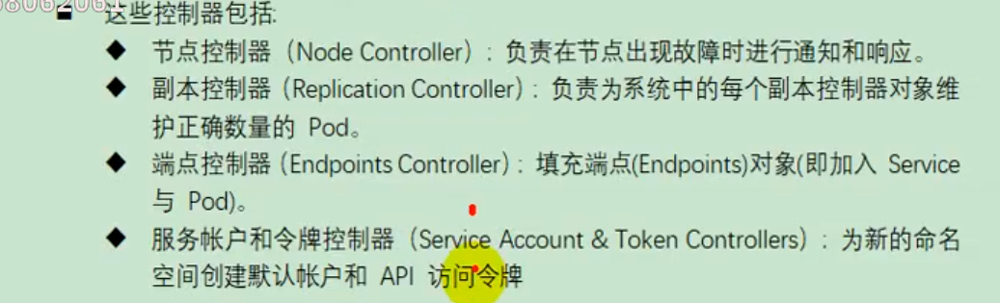 这些控制器包括:
节点控制器（Node Controller）: 负责在节点出现故障时进行通知和响应。
副本控制器（Replication Controller）: 负责为系统中的每个副本控制器对象维
护正确数量的 Pod。
端点控制器（Endpoints Controller）: 填充端点(Endpoints)对象(即加入 Service
与 Pod)。
服务帐户和令牌控制器（Service Account & Token Controllers）: 为新的命名
空间创建默认帐户和 API 访问令牌